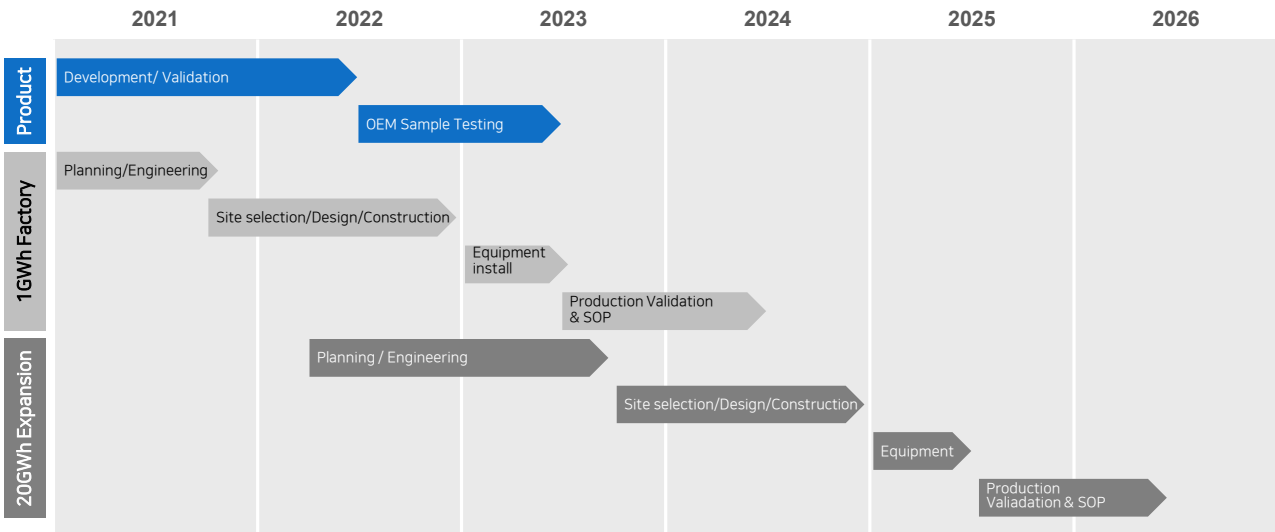 2021 2022 2023 2024 2025 2026
Product
Development/ Validation
OEM Sample Testing
1GWh Factory
Planning/Engineering
Site selection/Design/Construction
Equipment
install
Production Validation
& SOP
20GWh Expansion
Planning / Engineering
Site selection/Design/Construction
Equipment
Production
Valiadation & SOP